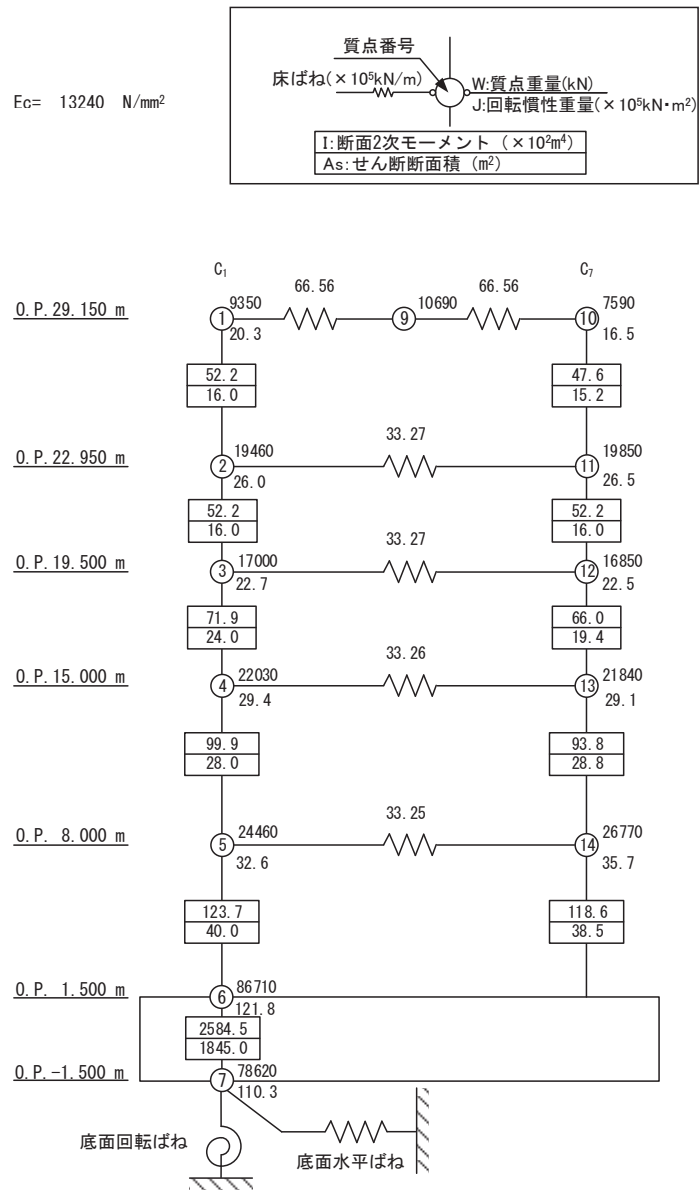 質点番号
床ばね(×10⁵kN/m)
W:質点重量(kN)
J:回転慣性重量(×10⁵kN・m²)
Ec= 13240 N/mm²
I:断面2次モーメント (×10²m⁴)
As:せん断断面積 (m²)
C₁ C₇
66.56 66.56
O.P.29.150 m 1 9350 9 10690 10 7590
20.3 16.5
52.2 47.6
16.0 15.2
33.27
O.P.22.950 m 2 19460 11 19850
26.0 26.5
52.2 52.2
16.0 16.0
33.27
O.P.19.500 m 3 17000 12 16850
22.7 22.5
71.9 66.0
24.0 19.4
33.26
O.P.15.000 m 4 22030 13 21840
29.4 29.1
99.9 93.8
28.0 28.8
33.25
O.P. 8.000 m 5 24460 14 26770
32.6 35.7
123.7 118.6
40.0 38.5
O.P. 1.500 m 6 86710
121.8
2584.5
1845.0
O.P.-1.500 m 7 78620
110.3
底面回転ばね
底面水平ばね